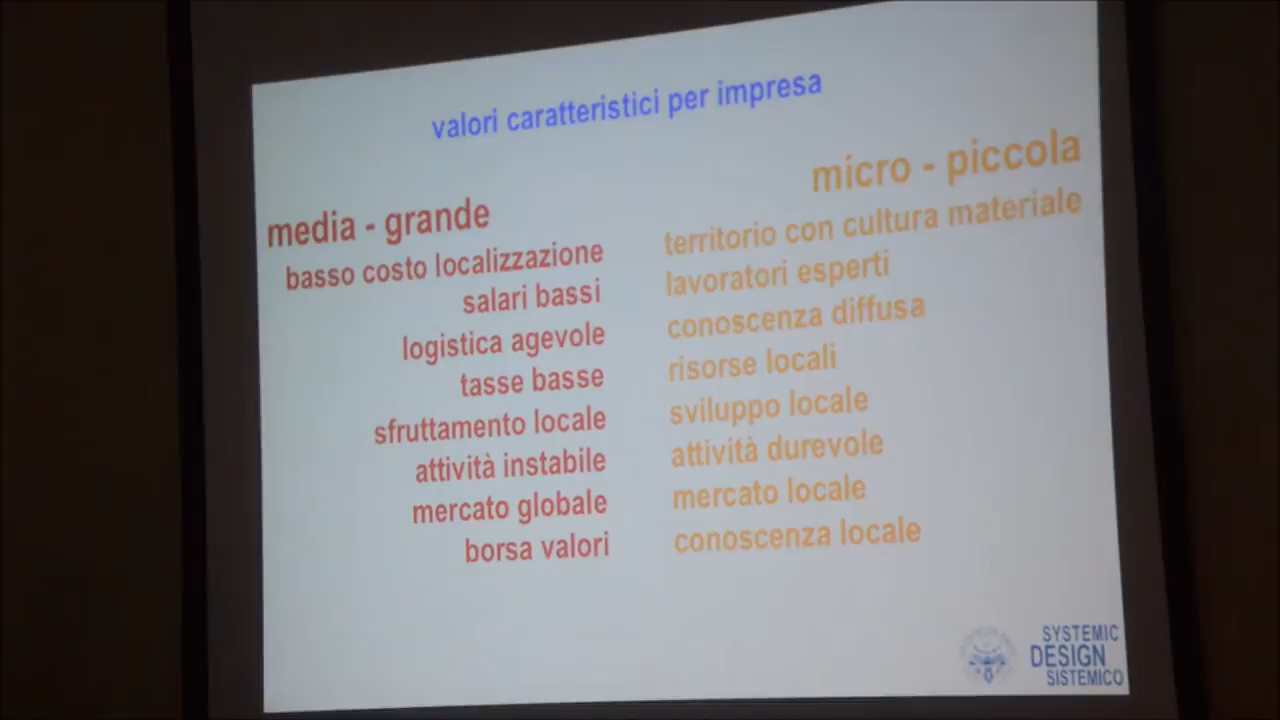 valori caratteristici per impresa
media - grande
basso costo localizzazione
salari bassi
logistica agevole
tasse basse
sfruttamento locale
attività instabile
mercato globale
borsa valori
micro - piccola
territorio con cultura materiale
lavoratori esperti
conoscenza diffusa
risorse locali
sviluppo locale
attività durevole
mercato locale
conoscenza locale
SYSTEMIC
DESIGN
SISTEMICO